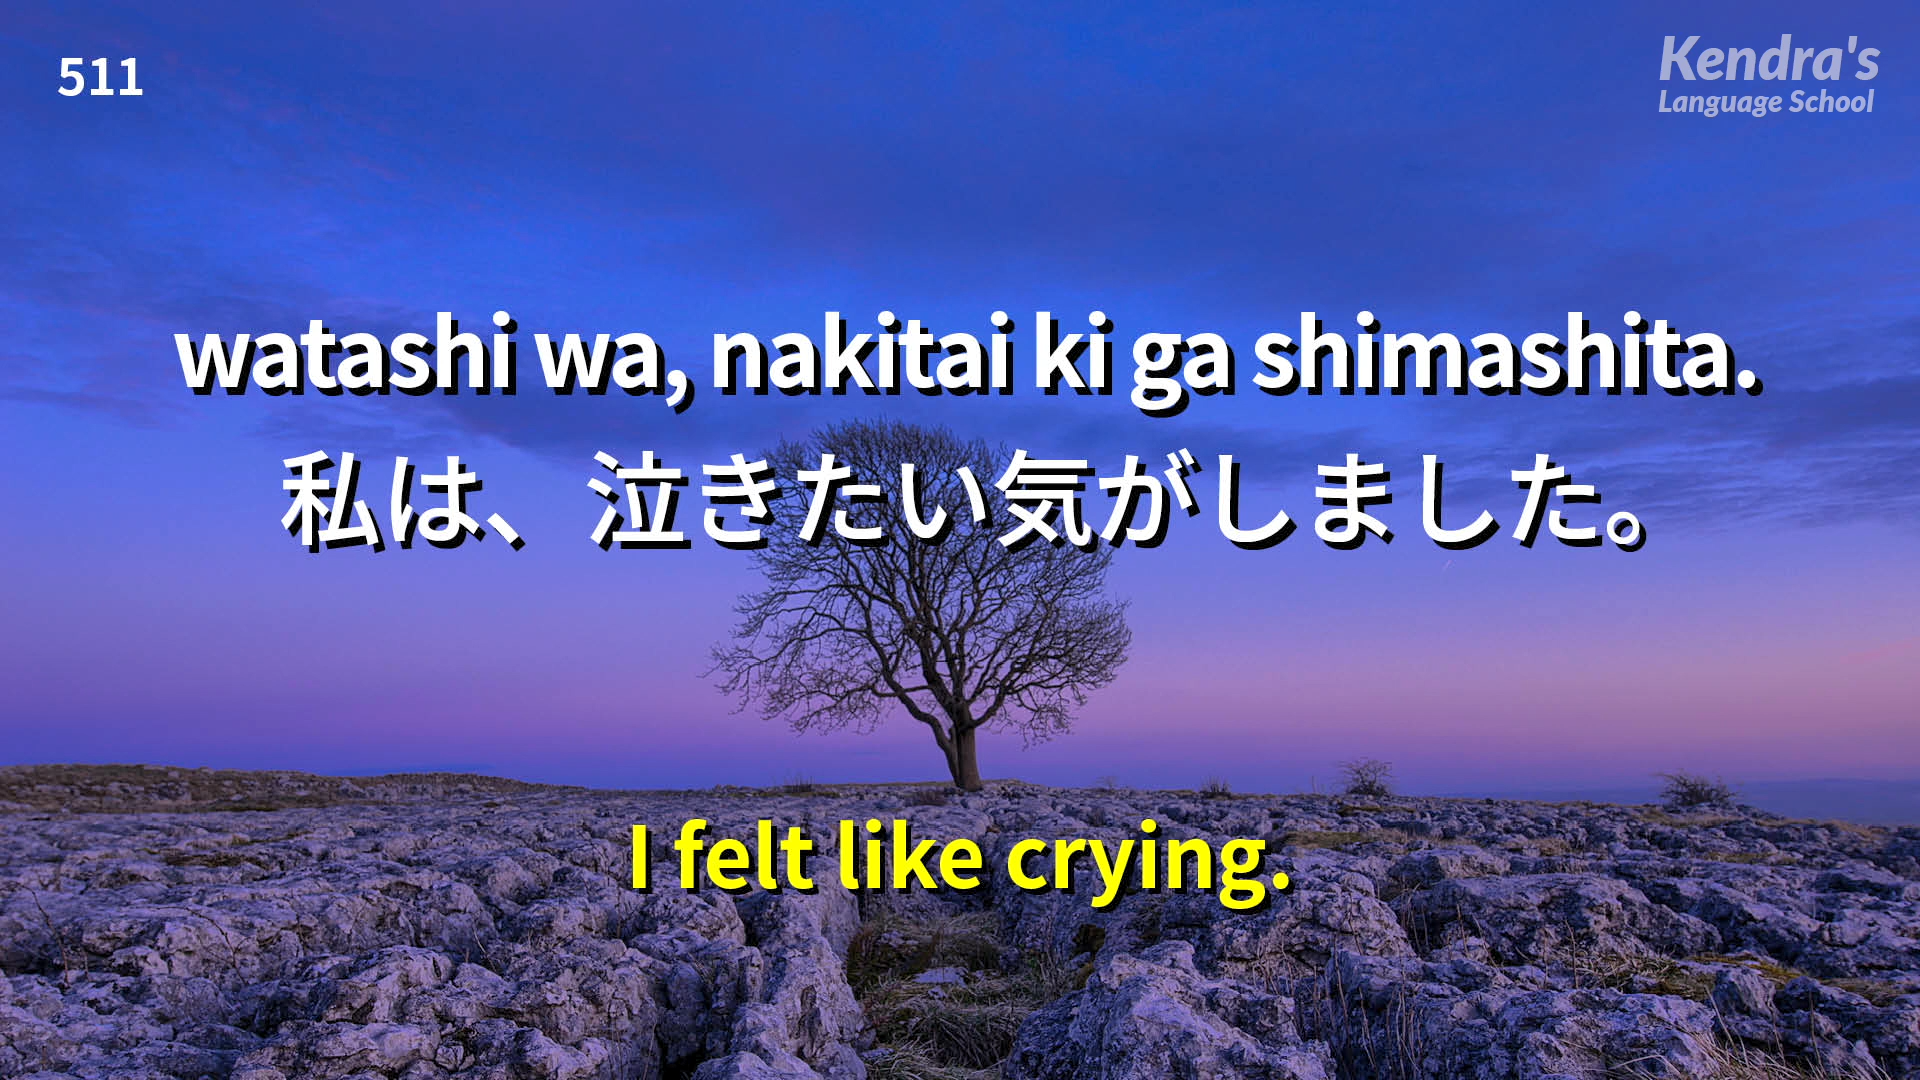 511
Kendra's
Language School
watashi wa, nakitai ki ga shimashita.
私は、泣きたい気がしました。
I felt like crying.